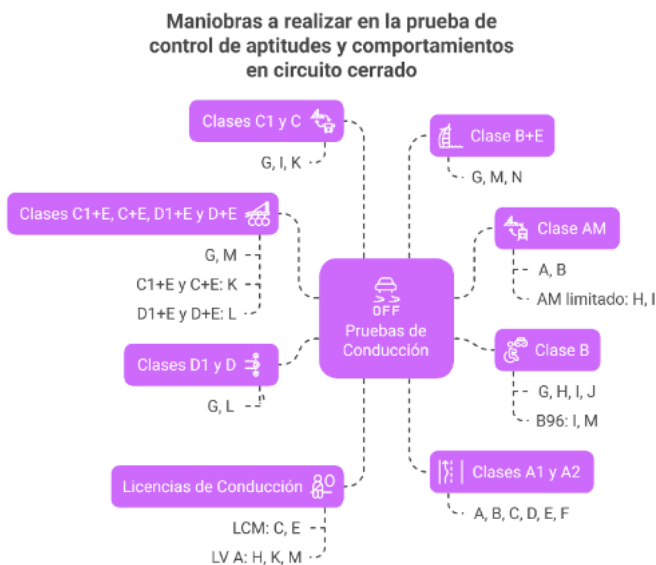 Maniobras a realizar en la prueba de
control de aptitudes y comportamientos
en circuito cerrado
Clases C1 y C
G, I, K
Clase B+E
G, M, N
Clases C1+E, C+E, D1+E y D+E
G, M
C1+E y C+E: K
D1+E y D+E: L
Clase AM
A, B
AM limitado: H, I
OFF
Pruebas de
Conducción
Clases D1 y D
G, L
Clase B
G, H, I, J
B96: I, M
Licencias de Conducción
LCM: C, E
LV A: H, K, M
Clases A1 y A2
A, B, C, D, E, F